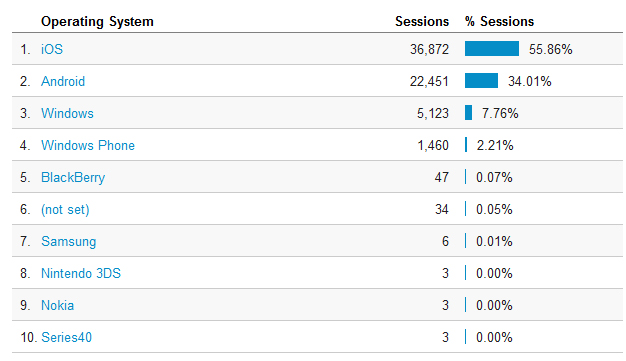 Operating System Sessions % Sessions
1. iOS 36,872 55.86%
2. Android 22,451 34.01%
3. Windows 5,123 7.76%
4. Windows Phone 1,460 2.21%
5. BlackBerry 47 0.07%
6. (not set) 34 0.05%
7. Samsung 6 0.01%
8. Nintendo 3DS 3 0.00%
9. Nokia 3 0.00%
10. Series40 3 0.00%